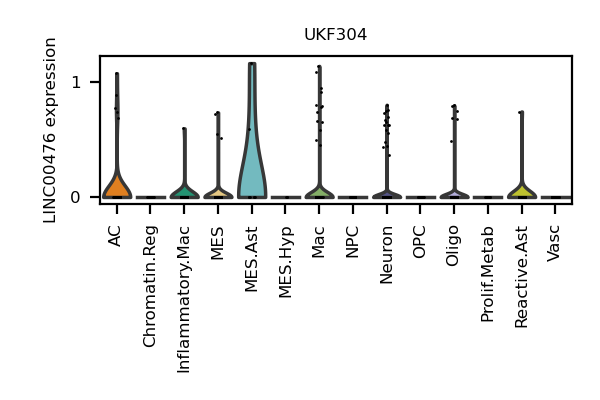 UKF304
LINC00476 expression
1
0
AC
Chromatin.Reg
Inflammatory.Mac
MES
MES.Ast
MES.Hyp
Mac
NPC
Neuron
OPC
Oligo
Prolif.Metab
Reactive.Ast
Vasc